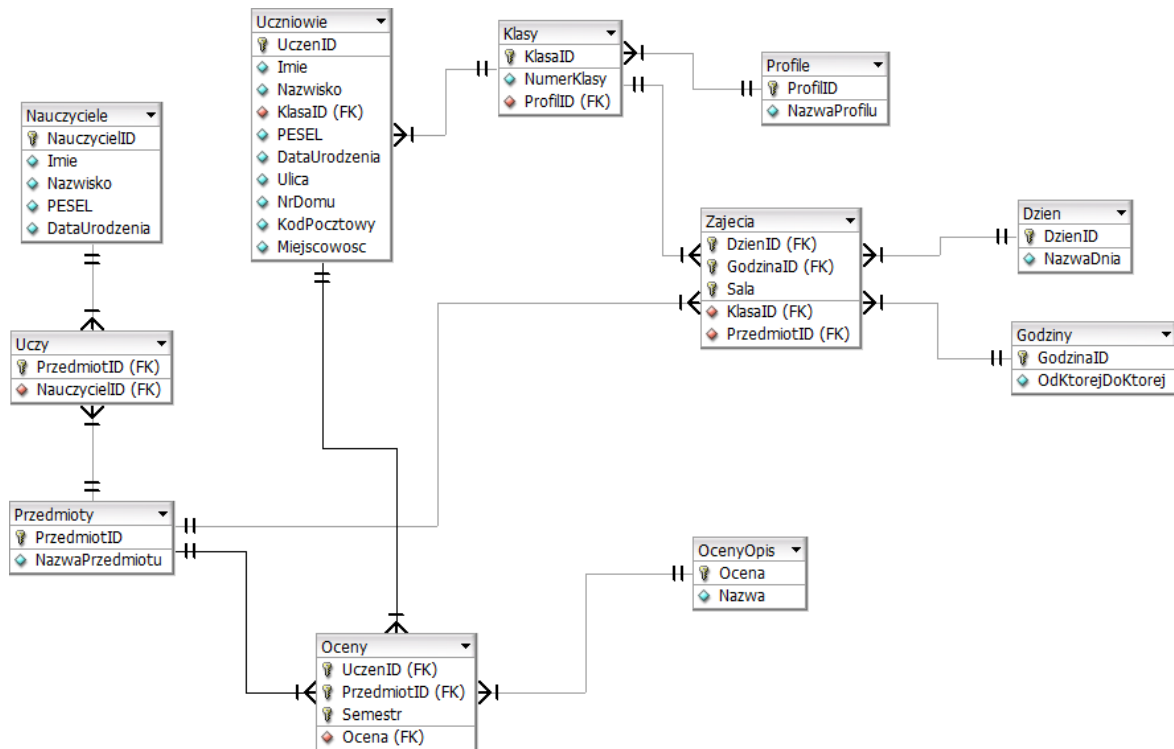 Uczniowie
UczenID
Imie
Nazwisko
KlasaID (FK)
PESEL
DataUrodzenia
Ulica
NrDomu
KodPocztowy
Miejscowosc
Klasy
KlasaID
NumerKlasy
ProfilID (FK)
Profile
ProfilID
NazwaProfilu
Nauczyciele
NauczycielID
Imie
Nazwisko
PESEL
DataUrodzenia
Zajecia
DzienID (FK)
GodzinaID (FK)
Sala
KlasaID (FK)
PrzedmiotID (FK)
Dzien
DzienID
NazwaDnia
Godziny
GodzinaID
OdKtorejDoKtorej
Uczy
PrzedmiotID (FK)
NauczycielID (FK)
Przedmioty
PrzedmiotID
NazwaPrzedmiotu
OcenyOpis
Ocena
Nazwa
Oceny
UczenID (FK)
PrzedmiotID (FK)
Semestr
Ocena (FK)